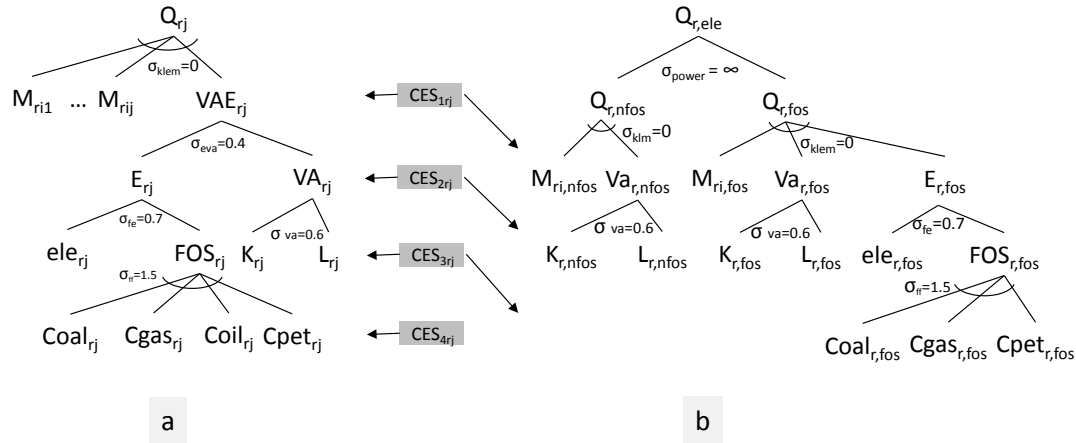 Q_rj
σ_klem=0
M_ri1 ... M_rij VAE_rj
σ_eva=0.4
E_rj VA_rj
σ_fe=0.7 σ va=0.6
ele_rj FOS_rj K_rj L_rj
σ_ff=1.5
Coal_rj Cgas_rj Coil_rj Cpet_rj
a
CES_1rj
CES_2rj
CES_3rj
CES_4rj
Q_r,ele
σ_power = ∞
Q_r,nfos Q_r,fos
σ_klm=0 σ_klem=0
M_ri,nfos Va_r,nfos M_ri,fos Va_r,fos E_r,fos
σ va=0.6 σ va=0.6 σ_fe=0.7
K_r,nfos L_r,nfos K_r,fos L_r,fos ele_r,fos FOS_r,fos
σ_ff=1.5
Coal_r,fos Cgas_r,fos Cpet_r,fos
b